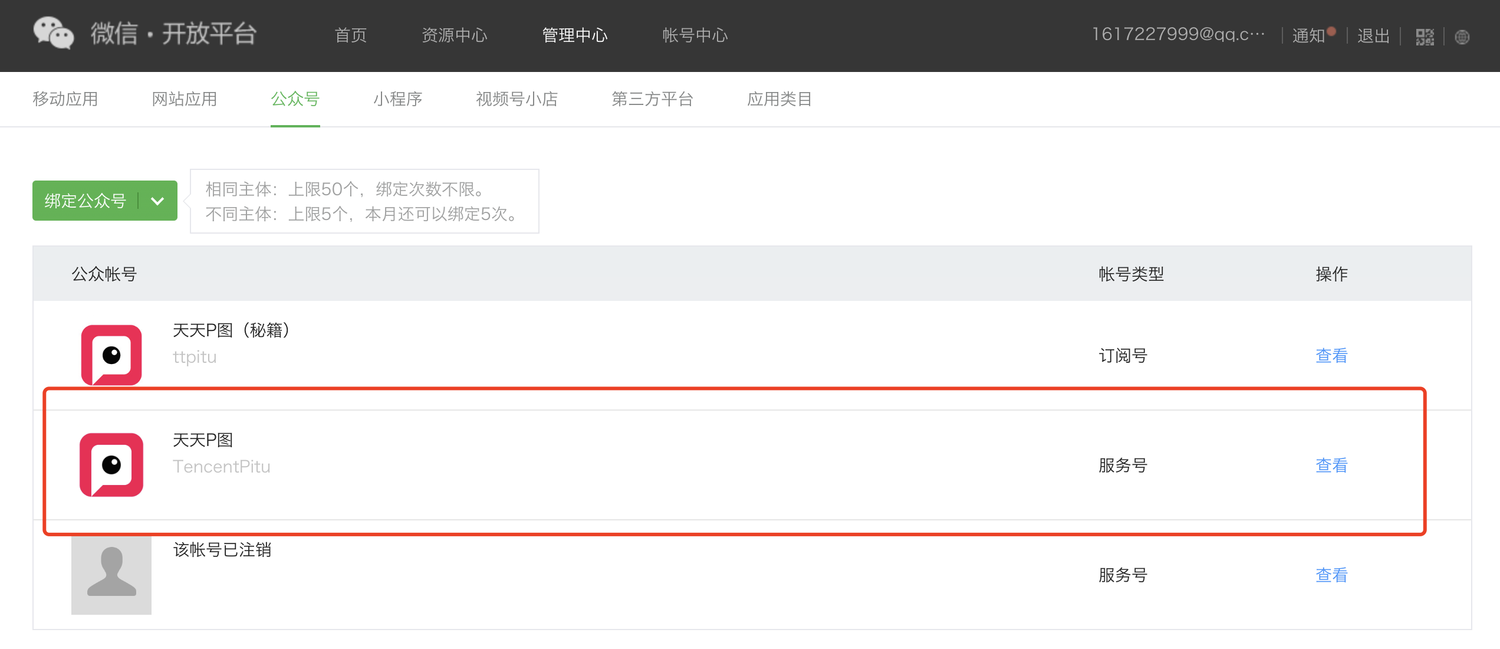 微信·开放平台 首页 资源中心 管理中心 帐号中心 1617227999@qq.c··· 通知 退出
移动应用 网站应用 公众号 小程序 视频号小店 第三方平台 应用类目
绑定公众号
相同主体：上限50个，绑定次数不限。
不同主体：上限5个，本月还可以绑定5次。
公众帐号 帐号类型 操作
天天P图（秘籍）
ttpitu
订阅号 查看
天天P图
TencentPitu
服务号 查看
该帐号已注销
服务号 查看